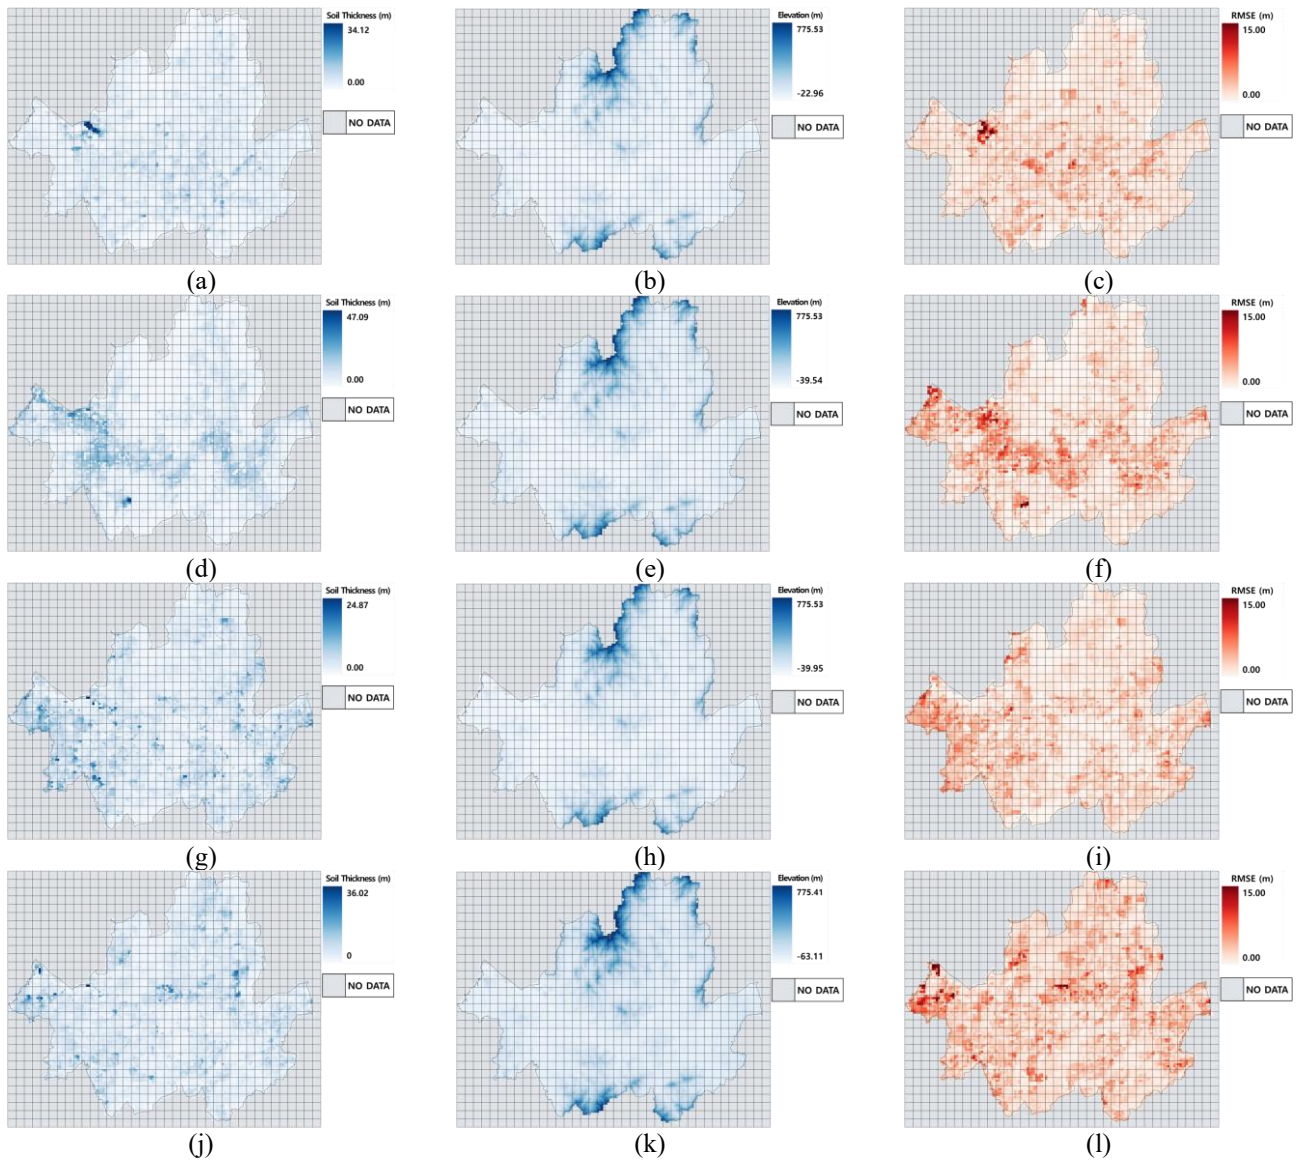 Soil Thickness (m)
34.12
0.00
NO DATA
Elevation (m)
775.53
-22.96
NO DATA
RMSE (m)
15.00
0.00
NO DATA
(a)
(b)
(c)
Soil Thickness (m)
47.09
0.00
NO DATA
Elevation (m)
775.53
-39.54
NO DATA
RMSE (m)
15.00
0.00
NO DATA
(d)
(e)
(f)
Soil Thickness (m)
24.87
0.00
NO DATA
Elevation (m)
775.53
-39.95
NO DATA
RMSE (m)
15.00
0.00
NO DATA
(g)
(h)
(i)
Soil Thickness (m)
36.02
0
NO DATA
Elevation (m)
775.41
-63.11
NO DATA
RMSE (m)
15.00
0.00
NO DATA
(j)
(k)
(l)